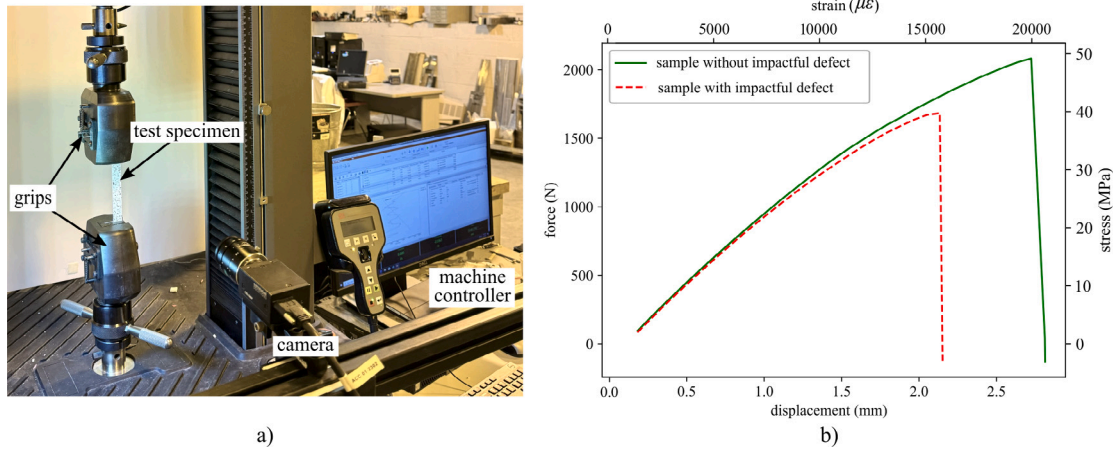 test specimen
grips
machine
controller
camera
a)
strain (με)
0 5000 10000 15000 20000
sample without impactful defect
sample with impactful defect
force (N)
2000
1500
1000
500
0
stress (MPa)
50
40
30
20
10
0
0.0 0.5 1.0 1.5 2.0 2.5
displacement (mm)
b)